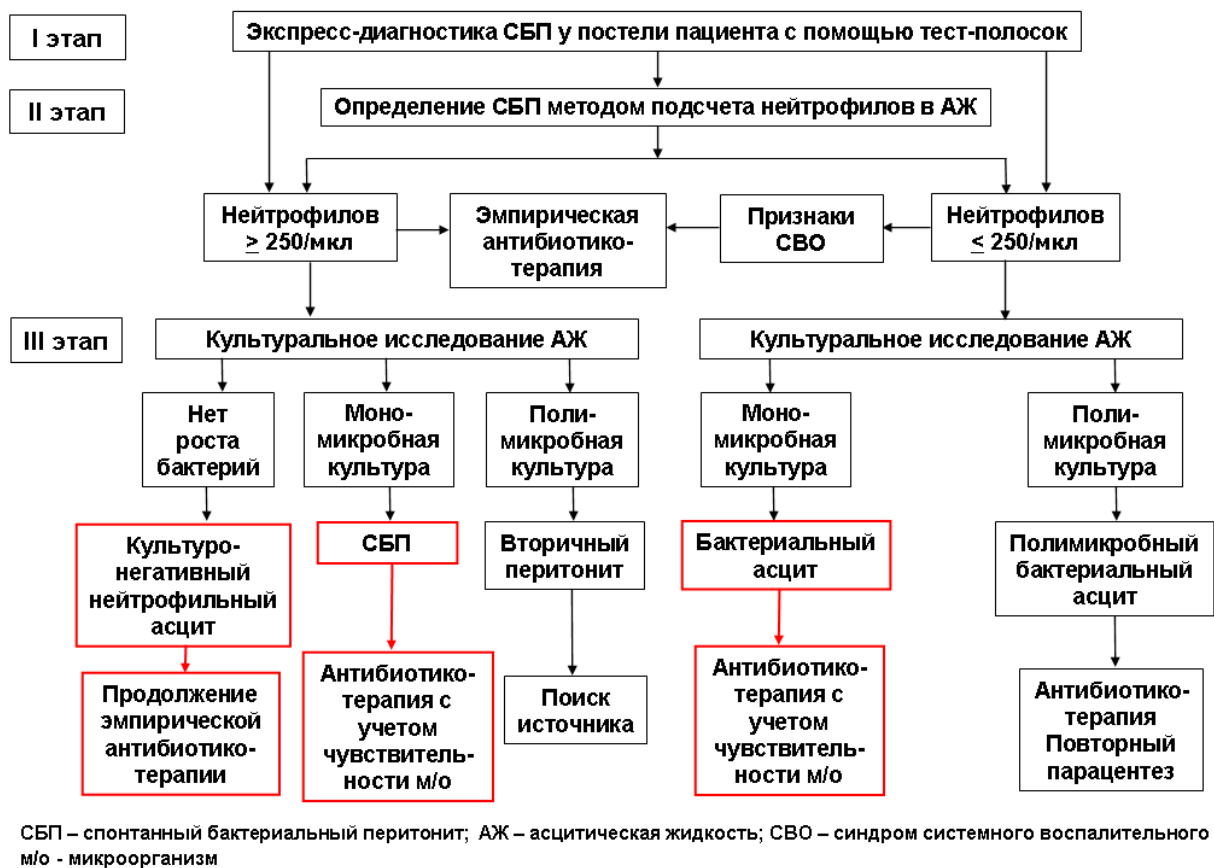 I этап
Экспресс-диагностика СБП у постели пациента с помощью тест-полосок
II этап
Определение СБП методом подсчета нейтрофилов в АЖ
Нейтрофилов
≥ 250/мкл
Эмпирическая
антибиотико-
терапия
Признаки
СВО
Нейтрофилов
≤ 250/мкл
III этап
Культуральное исследование АЖ
Культуральное исследование АЖ
Нет
роста
бактерий
Моно-
микробная
культура
Поли-
микробная
культура
Моно-
микробная
культура
Поли-
микробная
культура
Культуро-
негативный
нейтрофильный
асцит
СБП
Вторичный
перитонит
Бактериальный
асцит
Полимикробный
бактериальный
асцит
Продолжение
эмпирической
антибиотико-
терапии
Антибиотико-
терапия с
учетом
чувствитель-
ности м/о
Поиск
источника
Антибиотико-
терапия с
учетом
чувствитель-
ности м/о
Антибиотико-
терапия
Повторный
парацентез
СБП – спонтанный бактериальный перитонит; АЖ – асцитическая жидкость; СВО – синдром системного воспалительного
м/о - микроорганизм